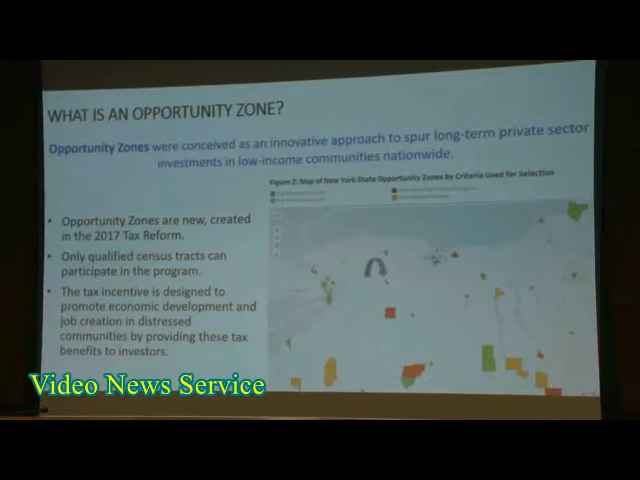 WHAT IS AN OPPORTUNITY ZONE?
Opportunity Zones were conceived as an innovative approach to spur long-term private sector
investments in low-income communities nationwide.
Figure 2: Map of New York State Opportunity Zones by Criteria Used for Selection
• Opportunity Zones are new, created
in the 2017 Tax Reform.
• Only qualified census tracts can
participate in the program.
• The tax incentive is designed to
promote economic development and
job creation in distressed
communities by providing these tax
benefits to investors.
Video News Service